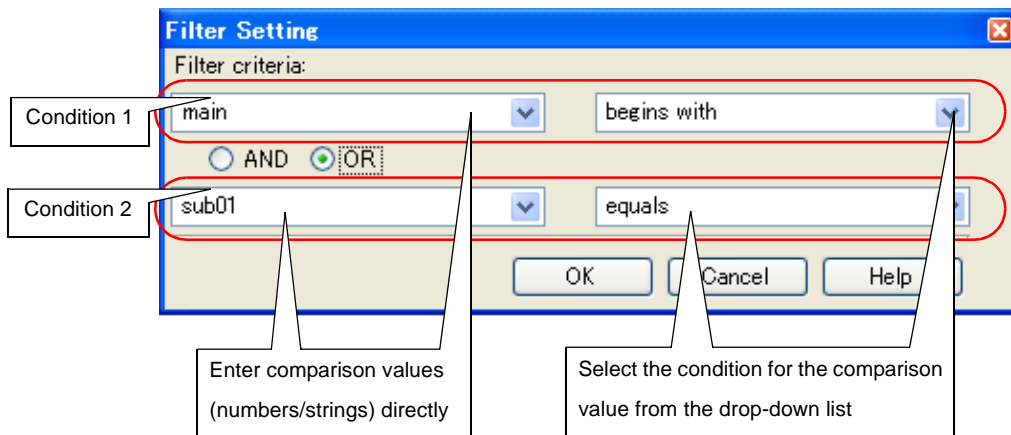 Filter Setting
Filter criteria:
Condition 1
main
begins with
AND
OR
Condition 2
sub01
equals
OK
Cancel
Help
Enter comparison values
(numbers/strings) directly
Select the condition for the comparison
value from the drop-down list